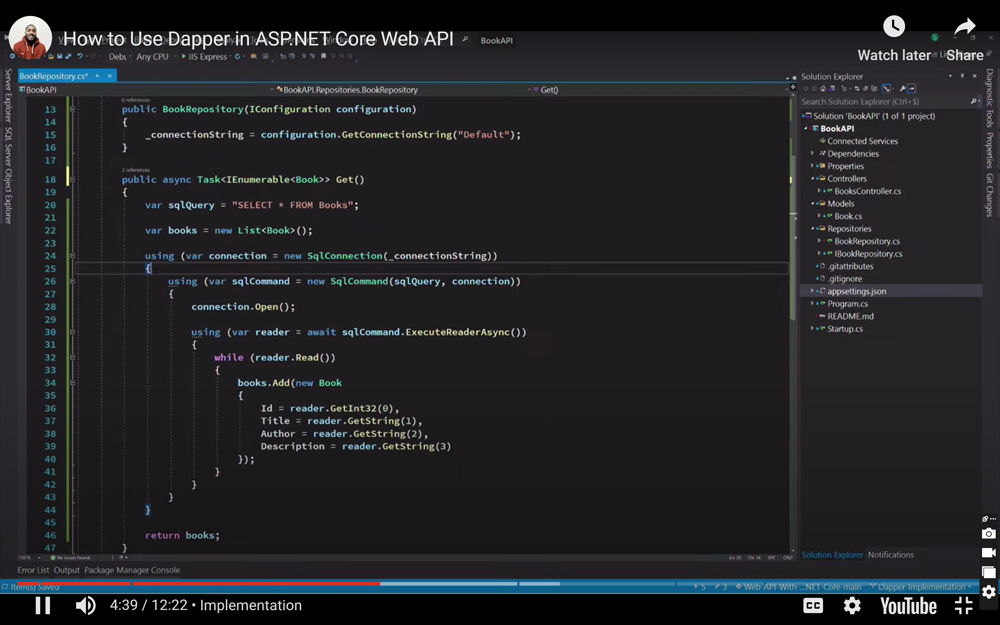 How to Use Dapper in ASP.NET Core Web API
BookAPI
Watch later
Share
Debu
Any CPU
IIS Express
BookRepository.cs*
BookAPI
BookAPI.Repositories.BookRepository
Get()
Server Explorer
SQL Server Object Explorer
0 references
13 public BookRepository(IConfiguration configuration)
14 {
15 _connectionString = configuration.GetConnectionString("Default");
16 }
17
2 references
18 public async Task<IEnumerable<Book>> Get()
19 {
20 var sqlQuery = "SELECT * FROM Books";
21
22 var books = new List<Book>();
23
24 using (var connection = new SqlConnection(_connectionString))
25 {
26 using (var sqlCommand = new SqlCommand(sqlQuery, connection))
27 {
28 connection.Open();
29
30 using (var reader = await sqlCommand.ExecuteReaderAsync())
31 {
32 while (reader.Read())
33 {
34 books.Add(new Book
35 {
36 Id = reader.GetInt32(0),
37 Title = reader.GetString(1),
38 Author = reader.GetString(2),
39 Description = reader.GetString(3)
40 });
41 }
42 }
43 }
44 }
45
46 return books;
47 }
Solution Explorer
Search Solution Explorer (Ctrl+S)
Solution 'BookAPI' (1 of 1 project)
BookAPI
Connected Services
Dependencies
Properties
Controllers
BooksController.cs
Models
Book.cs
Repositories
BookRepository.cs
IBookRepository.cs
.gitattributes
.gitignore
appsettings.json
Program.cs
README.md
Startup.cs
Diagnostic Tools
Properties
Git Changes
130 %
No issues found
Ln: 25 Ch: 14 SPC CRLF
Solution Explorer Notifications
Error List Output Package Manager Console
Item(s) Saved
5
3
Web-API-With-...NET-Core-main
Dapper-Implementation
4:39 / 12:22 • Implementation
CC
YouTube